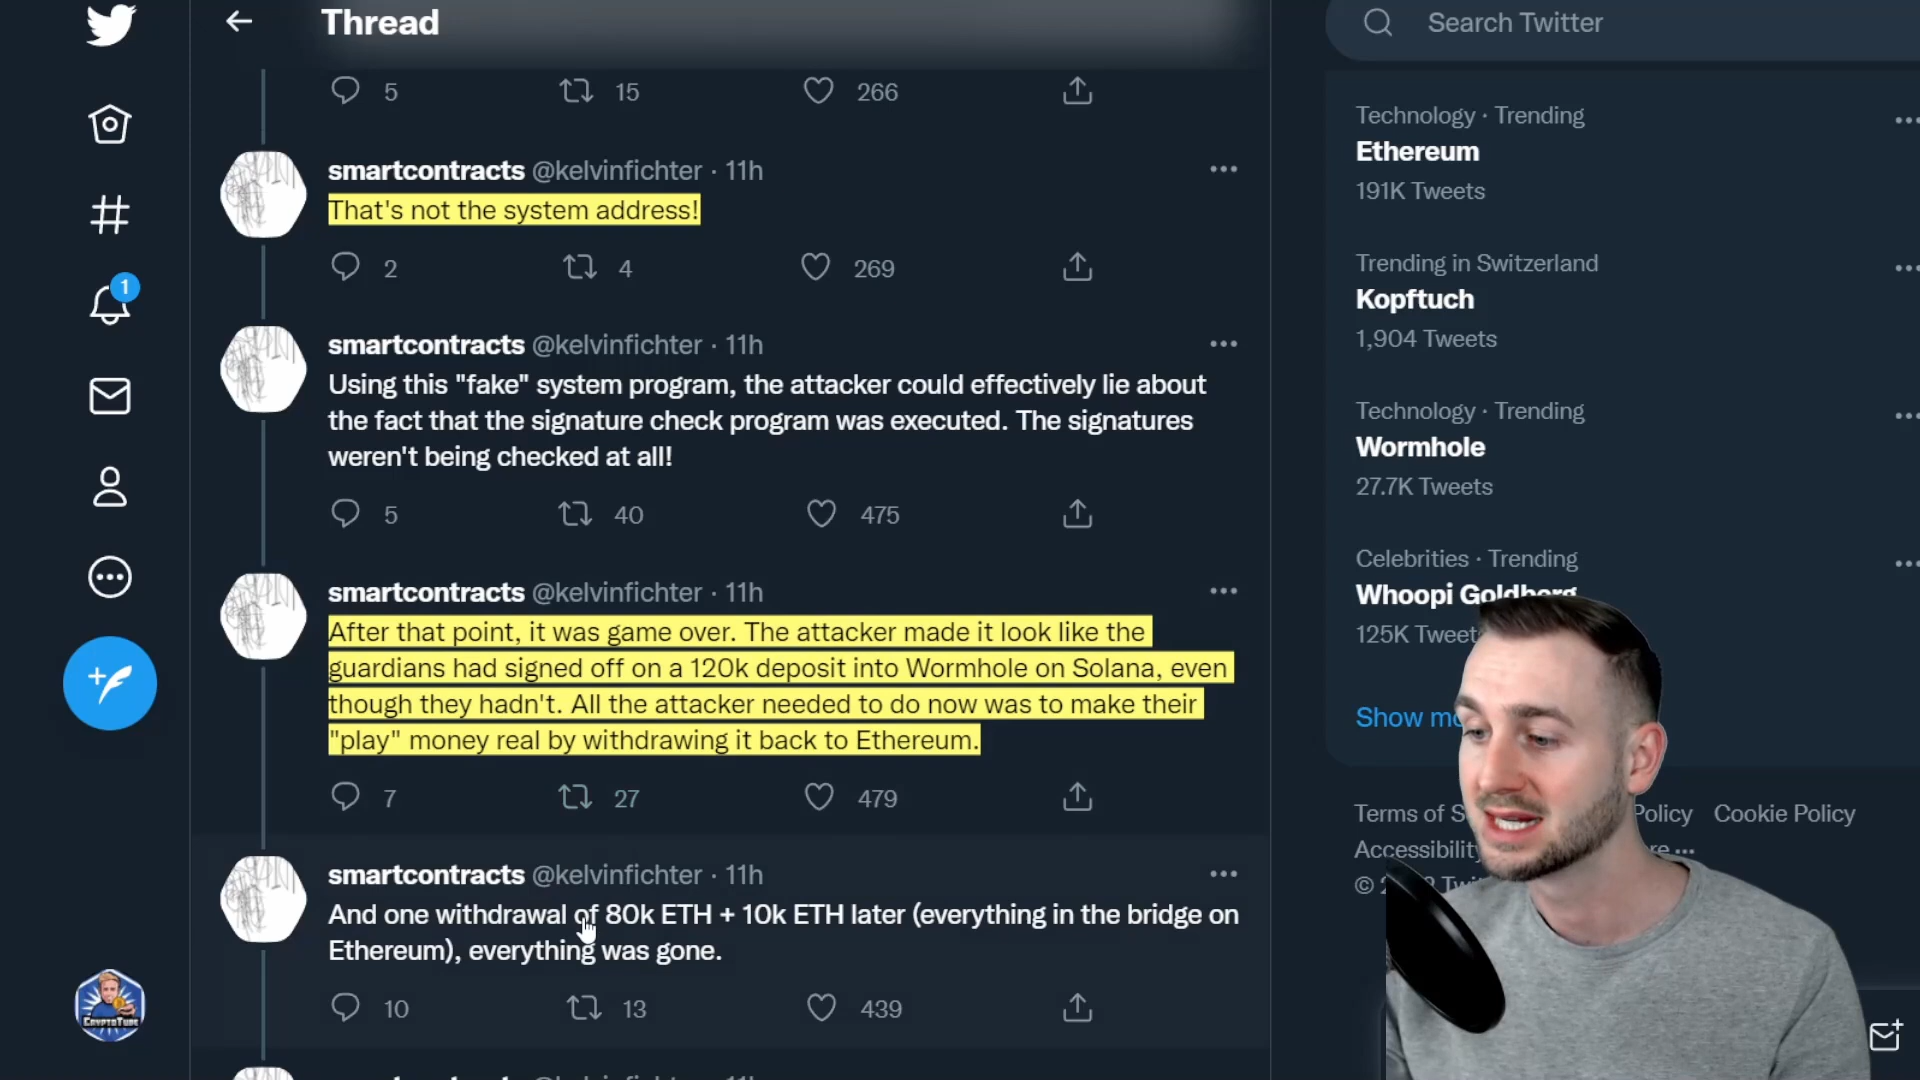 Thread
Search Twitter
5 15 266
smartcontracts @kelvinfichter · 11h
That's not the system address!
2 4 269
smartcontracts @kelvinfichter · 11h
Using this "fake" system program, the attacker could effectively lie about
the fact that the signature check program was executed. The signatures
weren't being checked at all!
5 40 475
smartcontracts @kelvinfichter · 11h
After that point, it was game over. The attacker made it look like the
guardians had signed off on a 120k deposit into Wormhole on Solana, even
though they hadn't. All the attacker needed to do now was to make their
"play" money real by withdrawing it back to Ethereum.
7 27 479
smartcontracts @kelvinfichter · 11h
And one withdrawal of 80k ETH + 10k ETH later (everything in the bridge on
Ethereum), everything was gone.
10 13 439
1
CRYPTOTUBE
Technology · Trending
Ethereum
191K Tweets
Trending in Switzerland
Kopftuch
1,904 Tweets
Technology · Trending
Wormhole
27.7K Tweets
Celebrities · Trending
Whoopi Goldberg
125K Tweet
Show mo
Terms of S Policy Cookie Policy
Accessibility